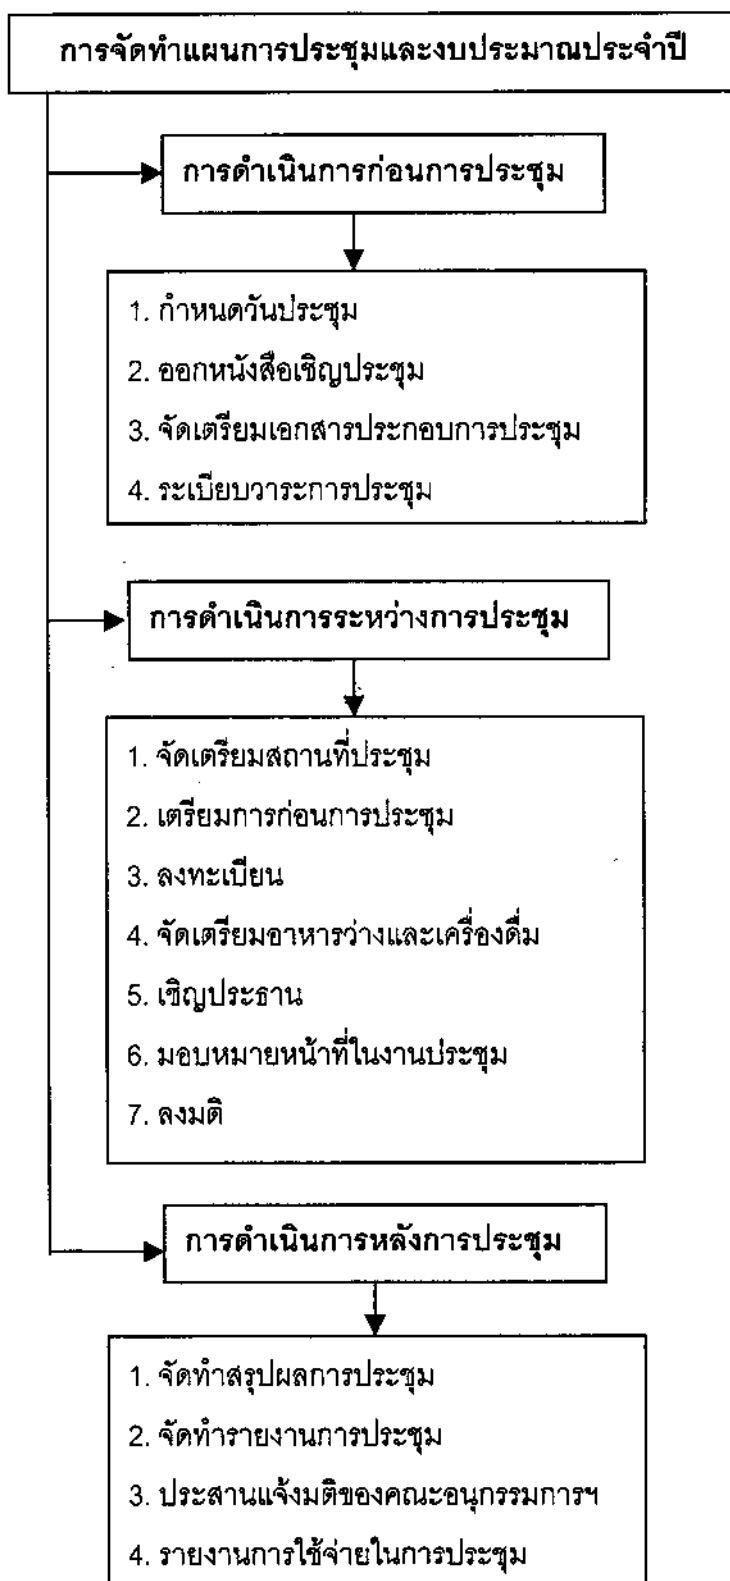 การจัดทำแผนการประชุมและงบประมาณประจำปี
การดำเนินการก่อนการประชุม
1. กำหนดวันประชุม
2. ออกหนังสือเชิญประชุม
3. จัดเตรียมเอกสารประกอบการประชุม
4. ระเบียบวาระการประชุม
การดำเนินการระหว่างการประชุม
1. จัดเตรียมสถานที่ประชุม
2. เตรียมการก่อนการประชุม
3. ลงทะเบียน
4. จัดเตรียมอาหารว่างและเครื่องดื่ม
5. เชิญประธาน
6. มอบหมายหน้าที่ในงานประชุม
7. ลงมติ
การดำเนินการหลังการประชุม
1. จัดทำสรุปผลการประชุม
2. จัดทำรายงานการประชุม
3. ประสานแจ้งมติของคณะอนุกรรมการฯ
4. รายงานการใช้จ่ายในการประชุม